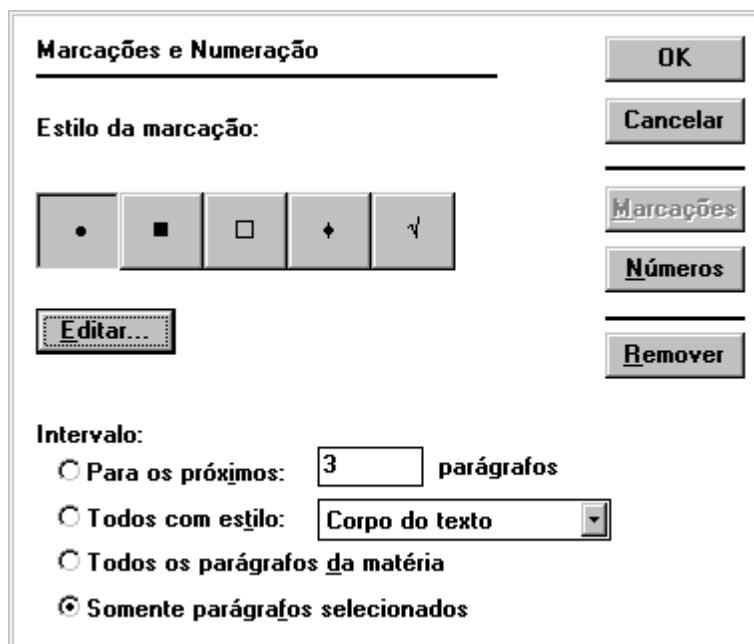 Marcações e Numeração
OK
Estilo da marcação:
Cancelar
Marcações
Números
Editar...
Remover
Intervalo:
Para os próximos: 3 parágrafos
Todos com estilo: Corpo do texto
Todos os parágrafos da matéria
Somente parágrafos selecionados